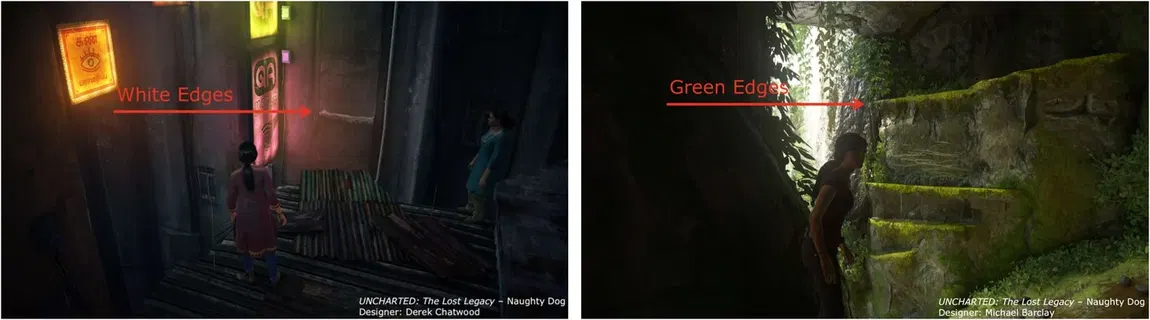 White Edges
UNCHARTED: The Lost Legacy – Naughty Dog
Designer: Derek Chatwood
Green Edges
UNCHARTED: The Lost Legacy – Naughty Dog
Designer: Michael Barclay